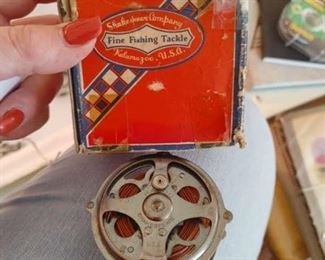 Shakespeare Company
Fine Fishing Tackle
Kalamazoo, U.S.A.